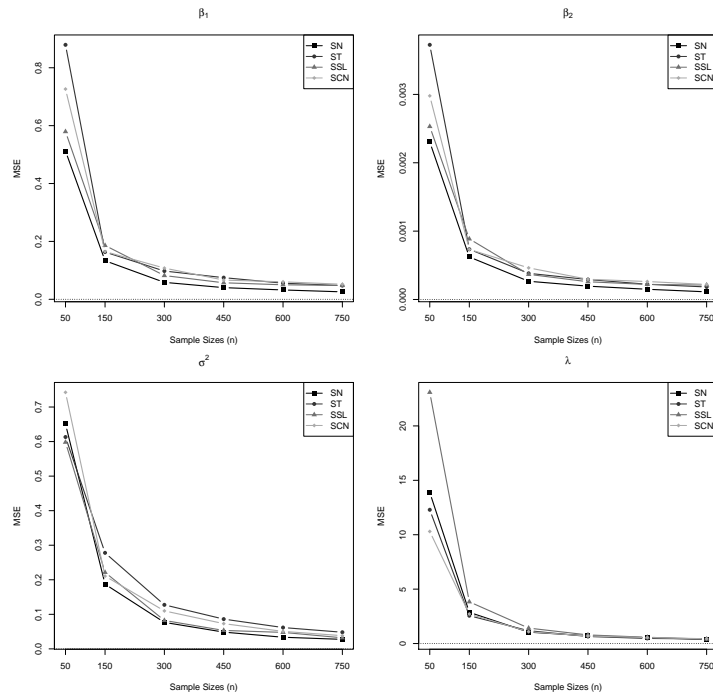 β1
SN
ST
SSL
SCN
MSE
0.0 0.2 0.4 0.6 0.8
50 150 300 450 600 750
Sample Sizes (n)
β2
SN
ST
SSL
SCN
MSE
0.000 0.001 0.002 0.003
50 150 300 450 600 750
Sample Sizes (n)
σ²
SN
ST
SSL
SCN
MSE
0.0 0.1 0.2 0.3 0.4 0.5 0.6 0.7
50 150 300 450 600 750
Sample Sizes (n)
λ
SN
ST
SSL
SCN
MSE
0 5 10 15 20
50 150 300 450 600 750
Sample Sizes (n)